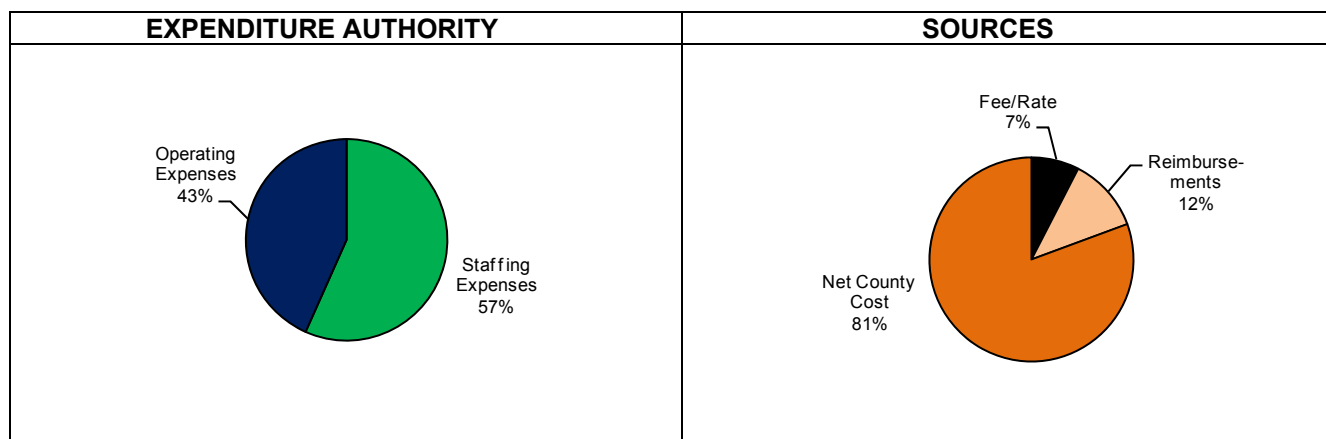 EXPENDITURE AUTHORITY
SOURCES
Operating
Expenses
43%
Staffing
Expenses
57%
Fee/Rate
7%
Reimburse-
ments
12%
Net County
Cost
81%